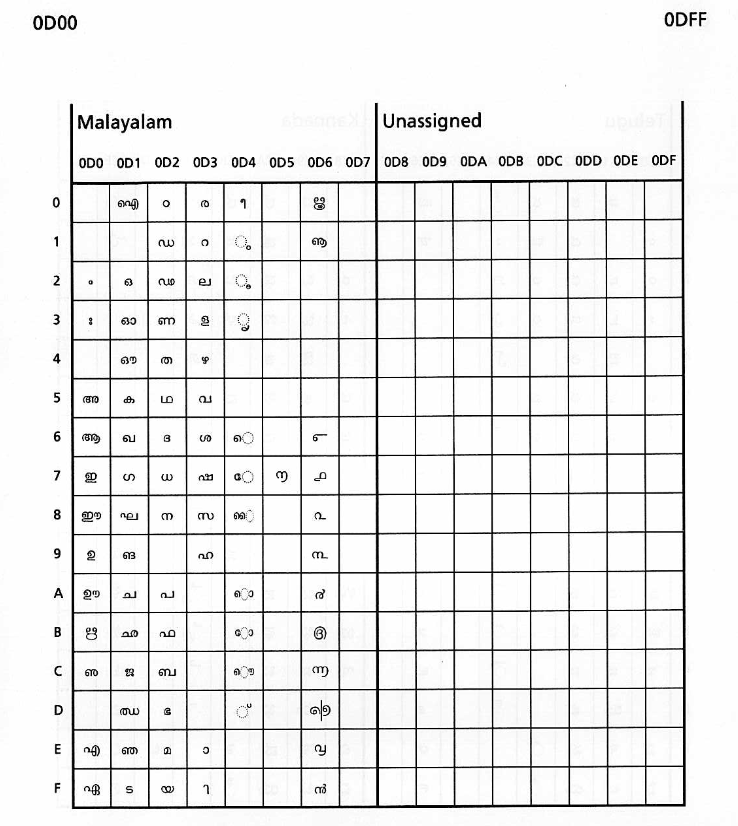 0D00 0DFF
Malayalam Unassigned
0D0 0D1 0D2 0D3 0D4 0D5 0D6 0D7 0D8 0D9 0DA 0DB 0DC 0DD 0DE 0DF
0 ഐ ഠ ര ീ ൠ
1 ഡ റ ു ൡ
2 ം ഒ ഢ ല ൂ
3 ഃ ഓ ണ ള ൃ
4 ഔ ത ഴ
5 അ ക ഥ വ
6 ആ ഖ ദ ശ െ ൳
7 ഇ ഗ ധ ഷ േ ൗ ൧
8 ഈ ഘ ന സ ൈ ൨
9 ഉ ങ ഹ ൩
A ഊ ച പ ൊ ൪
B ഋ ഛ ഫ ോ ൫
C ഌ ജ ബ ൌ ൬
D ഝ ഭ ് ൭
E എ ഞ മ ാ ൮
F ഏ ട യ ി ൯